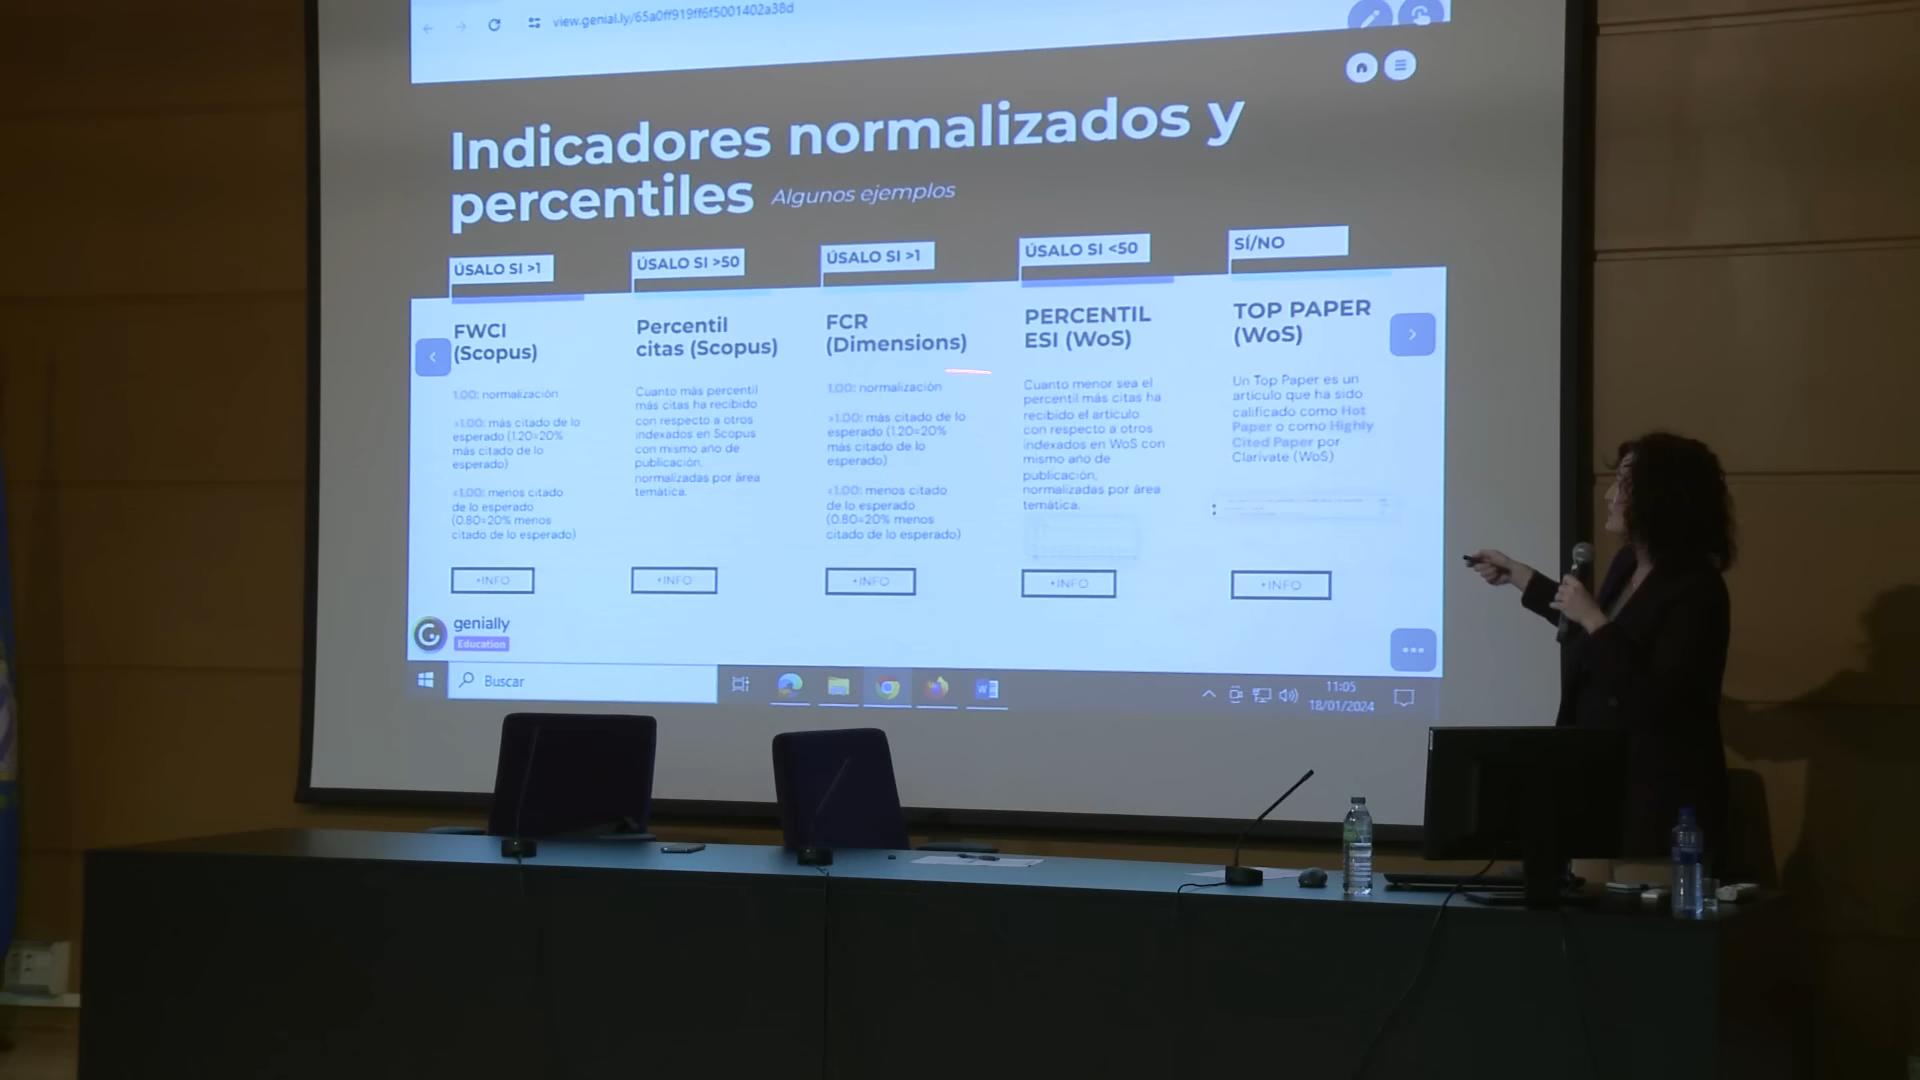 view.genial.ly/65a0ff919ff6f5001402a38d
Indicadores normalizados y
percentiles Algunos ejemplos
ÚSALO SI >1
FWCI
(Scopus)
1.00: normalización
>1.00: más citado de lo
esperado (1.20=20%
más citado de lo
esperado)
<1.00: menos citado
de lo esperado
(0.80=20% menos
citado de lo esperado)
+INFO
ÚSALO SI >50
Percentil
citas (Scopus)
Cuanto más percentil
más citas ha recibido
con respecto a otros
indexados en Scopus
con mismo año de
publicación,
normalizadas por área
temática.
+INFO
ÚSALO SI >1
FCR
(Dimensions)
1.00: normalización
>1.00: más citado de lo
esperado (1.20=20%
más citado de lo
esperado)
<1.00: menos citado
de lo esperado
(0.80=20% menos
citado de lo esperado)
+INFO
ÚSALO SI <50
PERCENTIL
ESI (WoS)
Cuanto menor sea el
percentil más citas ha
recibido el artículo
con respecto a otros
indexados en WoS con
mismo año de
publicación,
normalizadas por área
temática.
+INFO
SÍ/NO
TOP PAPER
(WoS)
Un Top Paper es un
artículo que ha sido
calificado como Hot
Paper o como Highly
Cited Paper por
Clarivate (WoS)
+INFO
genially
Education
Buscar
11:05
18/01/2024